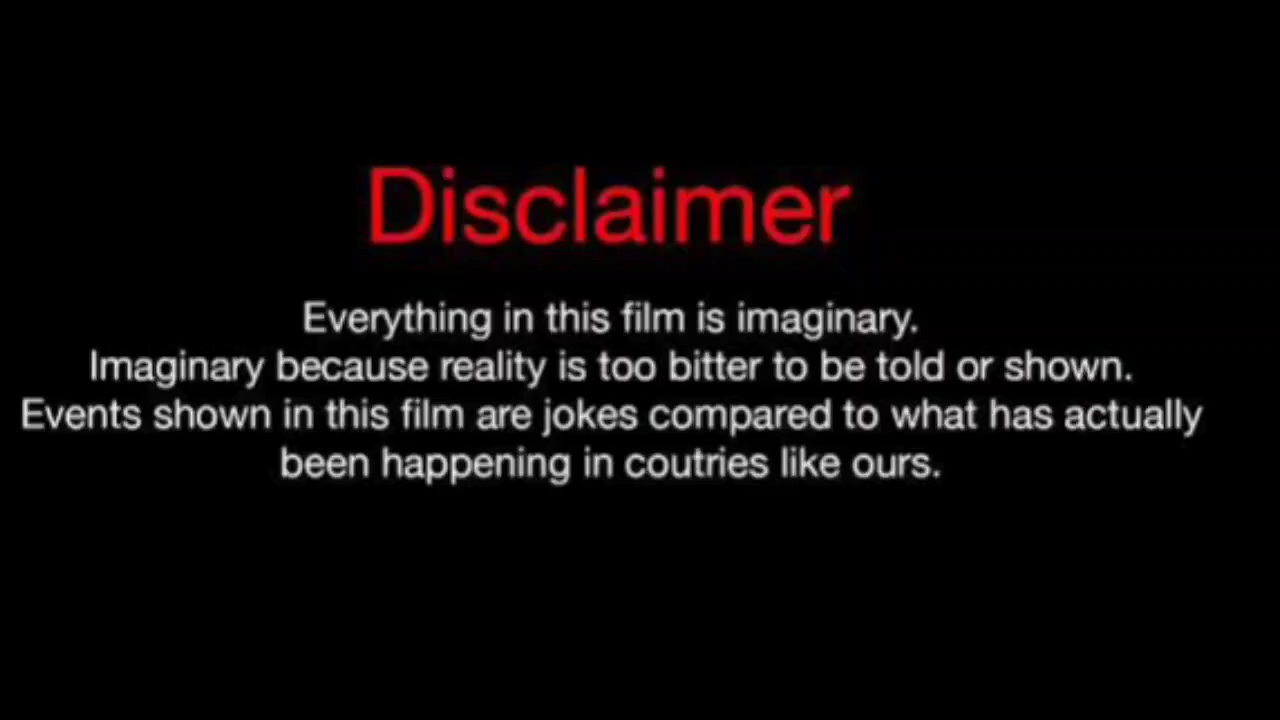 Disclaimer
Everything in this film is imaginary.
Imaginary because reality is too bitter to be told or shown.
Events shown in this film are jokes compared to what has actually
been happening in coutries like ours.